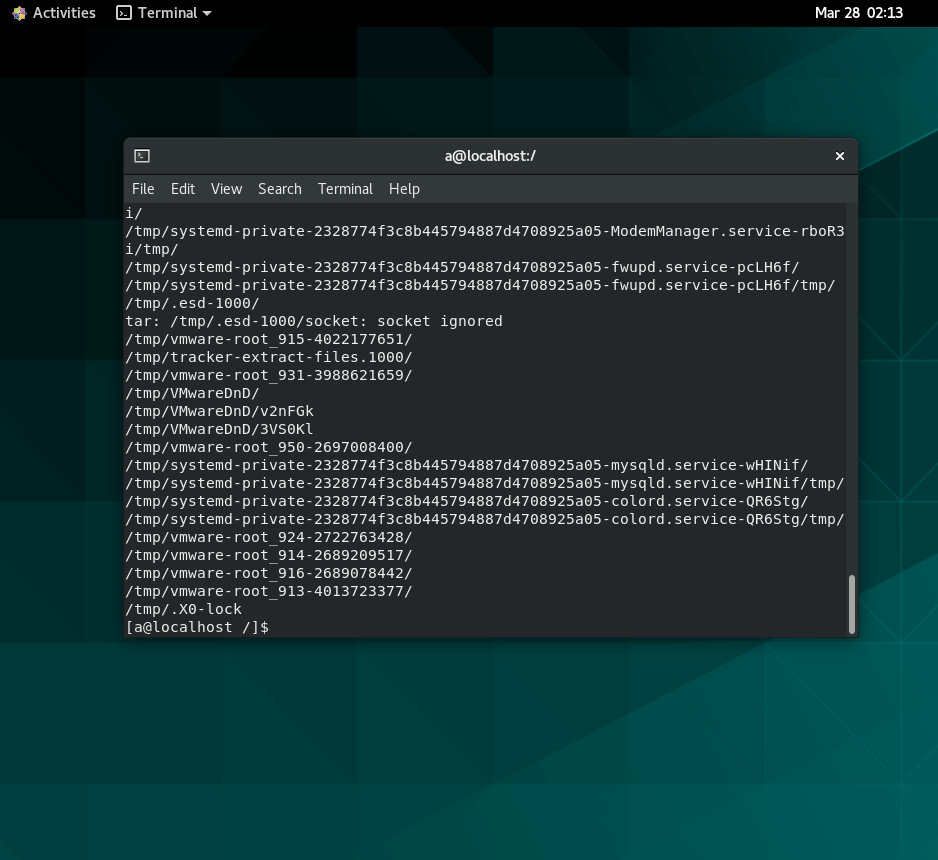 Activities Terminal Mar 28 02:13
a@localhost:/
File Edit View Search Terminal Help
i/
/tmp/systemd-private-2328774f3c8b445794887d4708925a05-ModemManager.service-rboR3
i/tmp/
/tmp/systemd-private-2328774f3c8b445794887d4708925a05-fwupd.service-pcLH6f/
/tmp/systemd-private-2328774f3c8b445794887d4708925a05-fwupd.service-pcLH6f/tmp/
/tmp/.esd-1000/
tar: /tmp/.esd-1000/socket: socket ignored
/tmp/vmware-root_915-4022177651/
/tmp/tracker-extract-files.1000/
/tmp/vmware-root_931-3988621659/
/tmp/VMwareDnD/
/tmp/VMwareDnD/v2nFGk
/tmp/VMwareDnD/3VS0Kl
/tmp/vmware-root_950-2697008400/
/tmp/systemd-private-2328774f3c8b445794887d4708925a05-mysqld.service-wHINif/
/tmp/systemd-private-2328774f3c8b445794887d4708925a05-mysqld.service-wHINif/tmp/
/tmp/systemd-private-2328774f3c8b445794887d4708925a05-colord.service-QR6Stg/
/tmp/systemd-private-2328774f3c8b445794887d4708925a05-colord.service-QR6Stg/tmp/
/tmp/vmware-root_924-2722763428/
/tmp/vmware-root_914-2689209517/
/tmp/vmware-root_916-2689078442/
/tmp/vmware-root_913-4013723377/
/tmp/.X0-lock
[a@localhost /]$